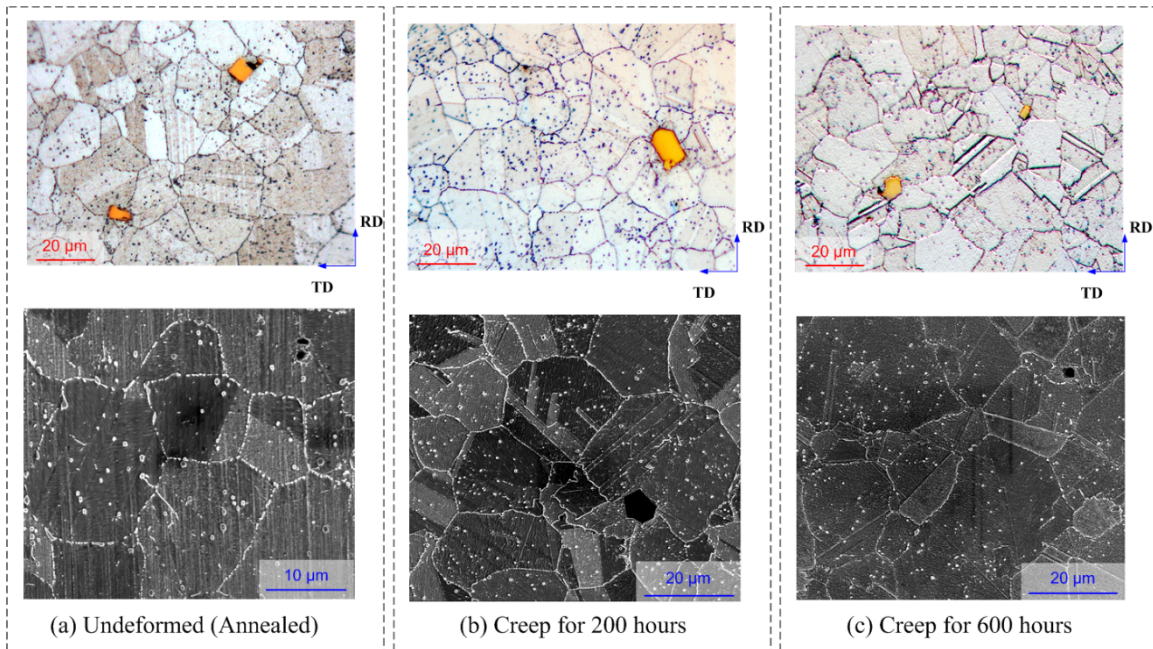 20 μm
RD
TD
20 μm
RD
TD
20 μm
RD
TD
10 μm
20 μm
20 μm
(a) Undeformed (Annealed)
(b) Creep for 200 hours
(c) Creep for 600 hours